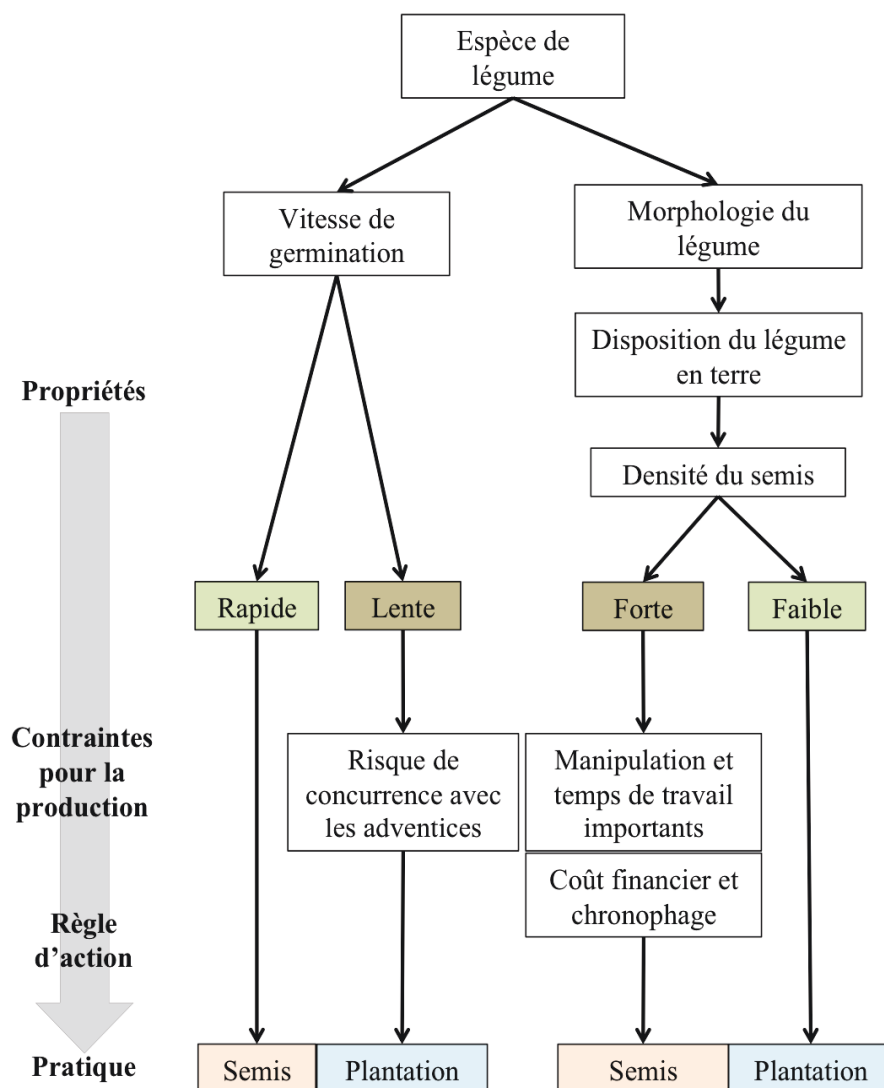 Espèce de
légume
Vitesse de
germination
Morphologie du
légume
Disposition du légume
en terre
Propriétés
Densité du semis
Rapide
Lente
Forte
Faible
Contraintes
pour la
production
Risque de
concurrence avec
les adventices
Manipulation et
temps de travail
importants
Coût financier et
chronophage
Règle
d’action
Pratique
Semis
Plantation
Semis
Plantation